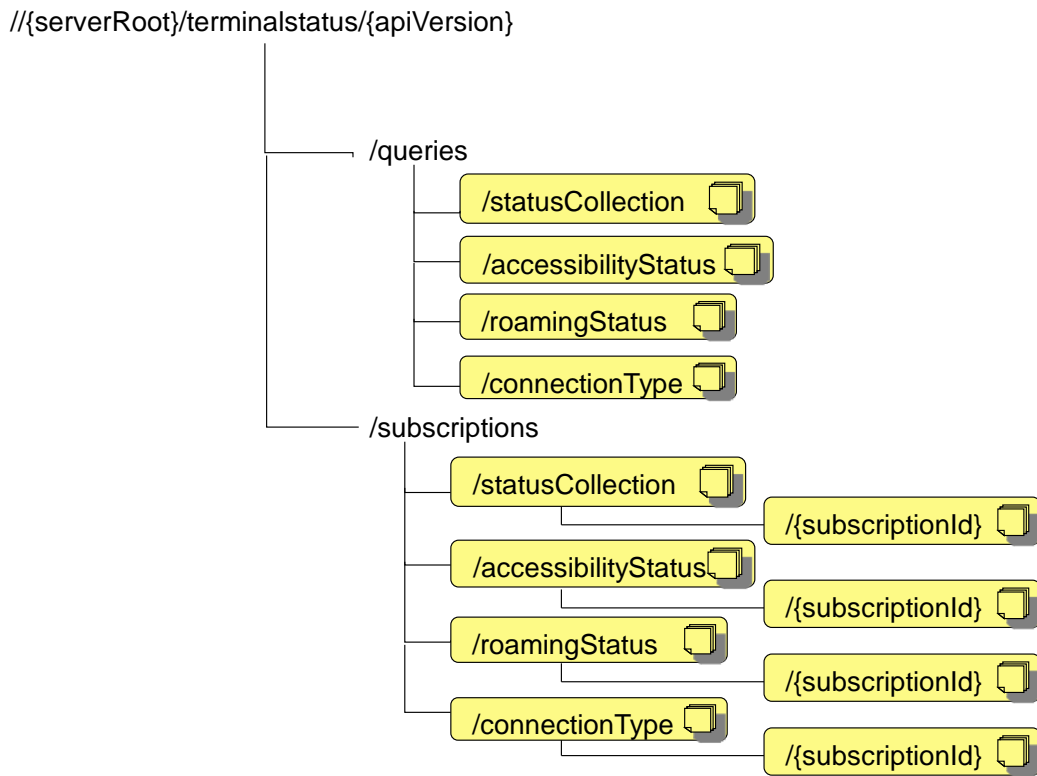 //{serverRoot}/terminalstatus/{apiVersion}
/queries
/statusCollection
/accessibilityStatus
/roamingStatus
/connectionType
/subscriptions
/statusCollection
/{subscriptionId}
/accessibilityStatus
/{subscriptionId}
/roamingStatus
/{subscriptionId}
/connectionType
/{subscriptionId}